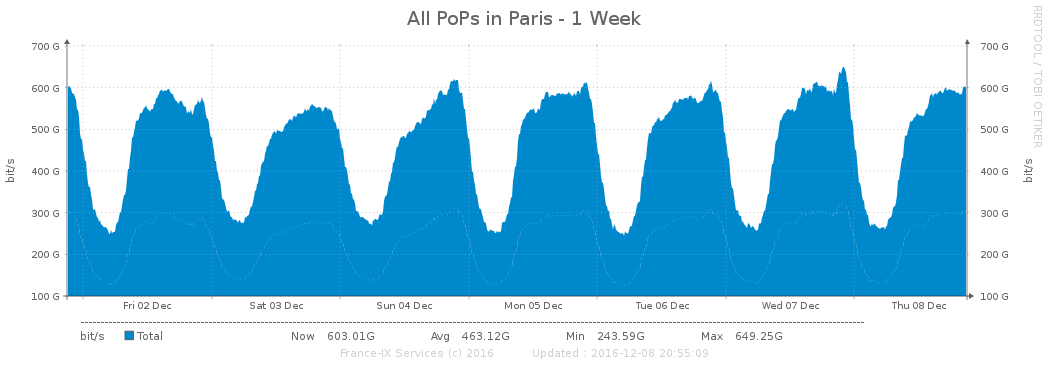 All PoPs in Paris - 1 Week
RRDTOOL / TOBI OETIKER
bit/s
700 G
600 G
500 G
400 G
300 G
200 G
100 G
700 G
600 G
500 G
400 G
300 G
200 G
100 G
bit/s
Fri 02 Dec Sat 03 Dec Sun 04 Dec Mon 05 Dec Tue 06 Dec Wed 07 Dec Thu 08 Dec
bit/s Total Now 603.01G Avg 463.12G Min 243.59G Max 649.25G
France-IX Services (c) 2016 Updated : 2016-12-08 20:55:09